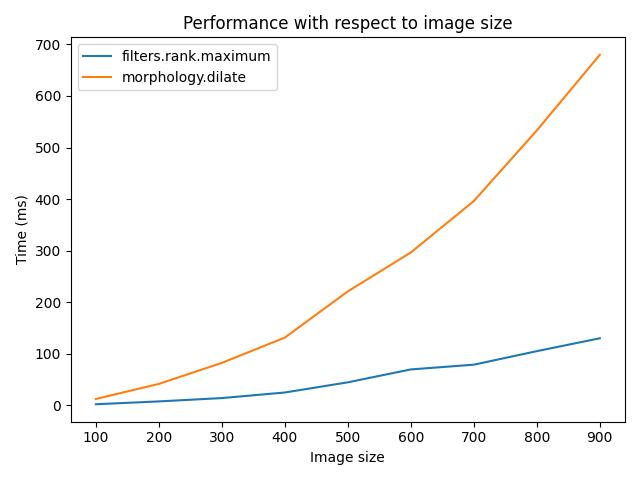 Performance with respect to image size
filters.rank.maximum
morphology.dilate
Time (ms)
700
600
500
400
300
200
100
0
100 200 300 400 500 600 700 800 900
Image size